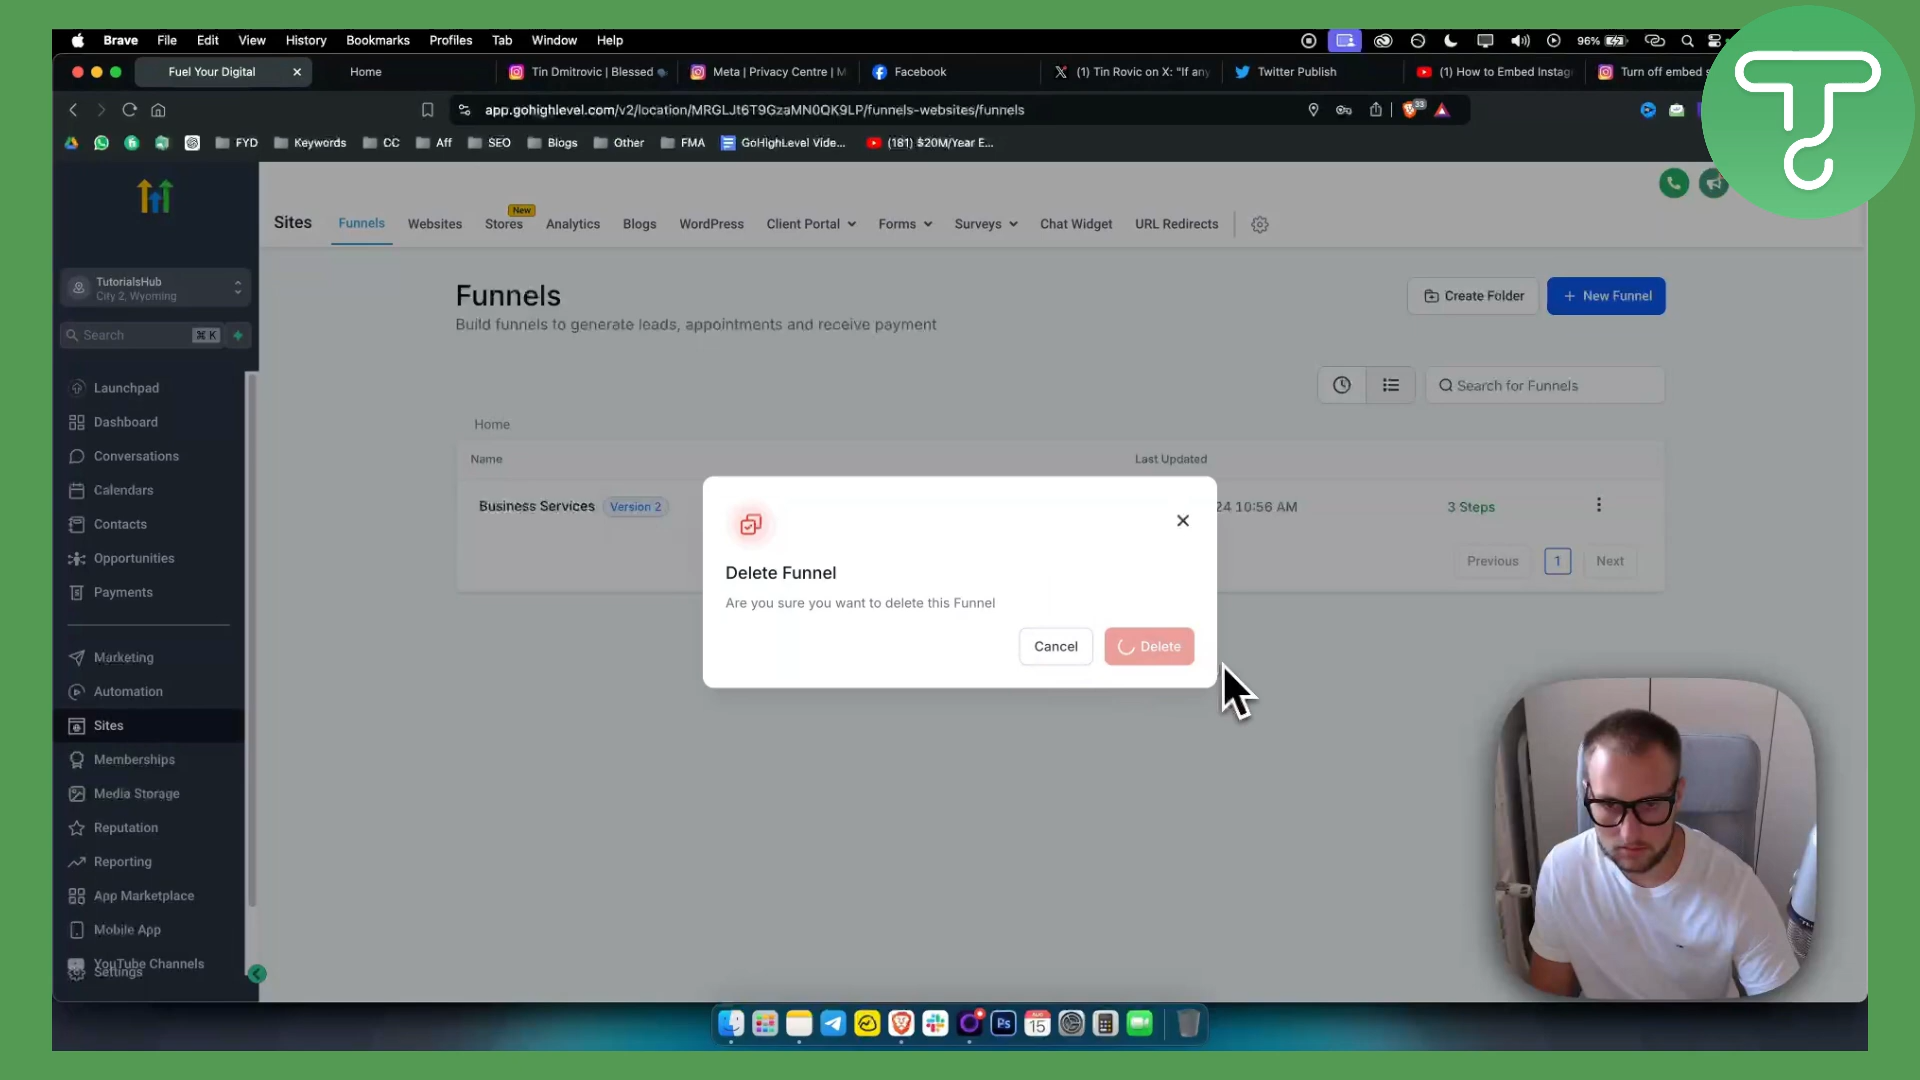 Brave File Edit View History Bookmarks Profiles Tab Window Help 96%
Fuel Your Digital Home Tin Dmitrovic | Blessed Meta | Privacy Centre | M Facebook (1) Tin Rovic on X: "If any Twitter Publish (1) How to Embed Instag Turn off embed s
app.gohighlevel.com/v2/location/MRGLJt6T9GzaMN0QK9LP/funnels-websites/funnels 33
FYD Keywords CC Aff SEO Blogs Other FMA GoHighLevel Vide... (181) $20M/Year E...
New
Sites Funnels Websites Stores Analytics Blogs WordPress Client Portal Forms Surveys Chat Widget URL Redirects
TutorialsHub
City 2, Wyoming
Search ⌘ K
Launchpad
Dashboard
Conversations
Calendars
Contacts
Opportunities
Payments
Marketing
Automation
Sites
Memberships
Media Storage
Reputation
Reporting
App Marketplace
Mobile App
YouTube Channels
Settings
Funnels
Build funnels to generate leads, appointments and receive payment
Create Folder + New Funnel
Search for Funnels
Home
Name Last Updated
Business Services Version 2 24 10:56 AM 3 Steps
Previous 1 Next
Delete Funnel
Are you sure you want to delete this Funnel
Cancel Delete
Ps 15